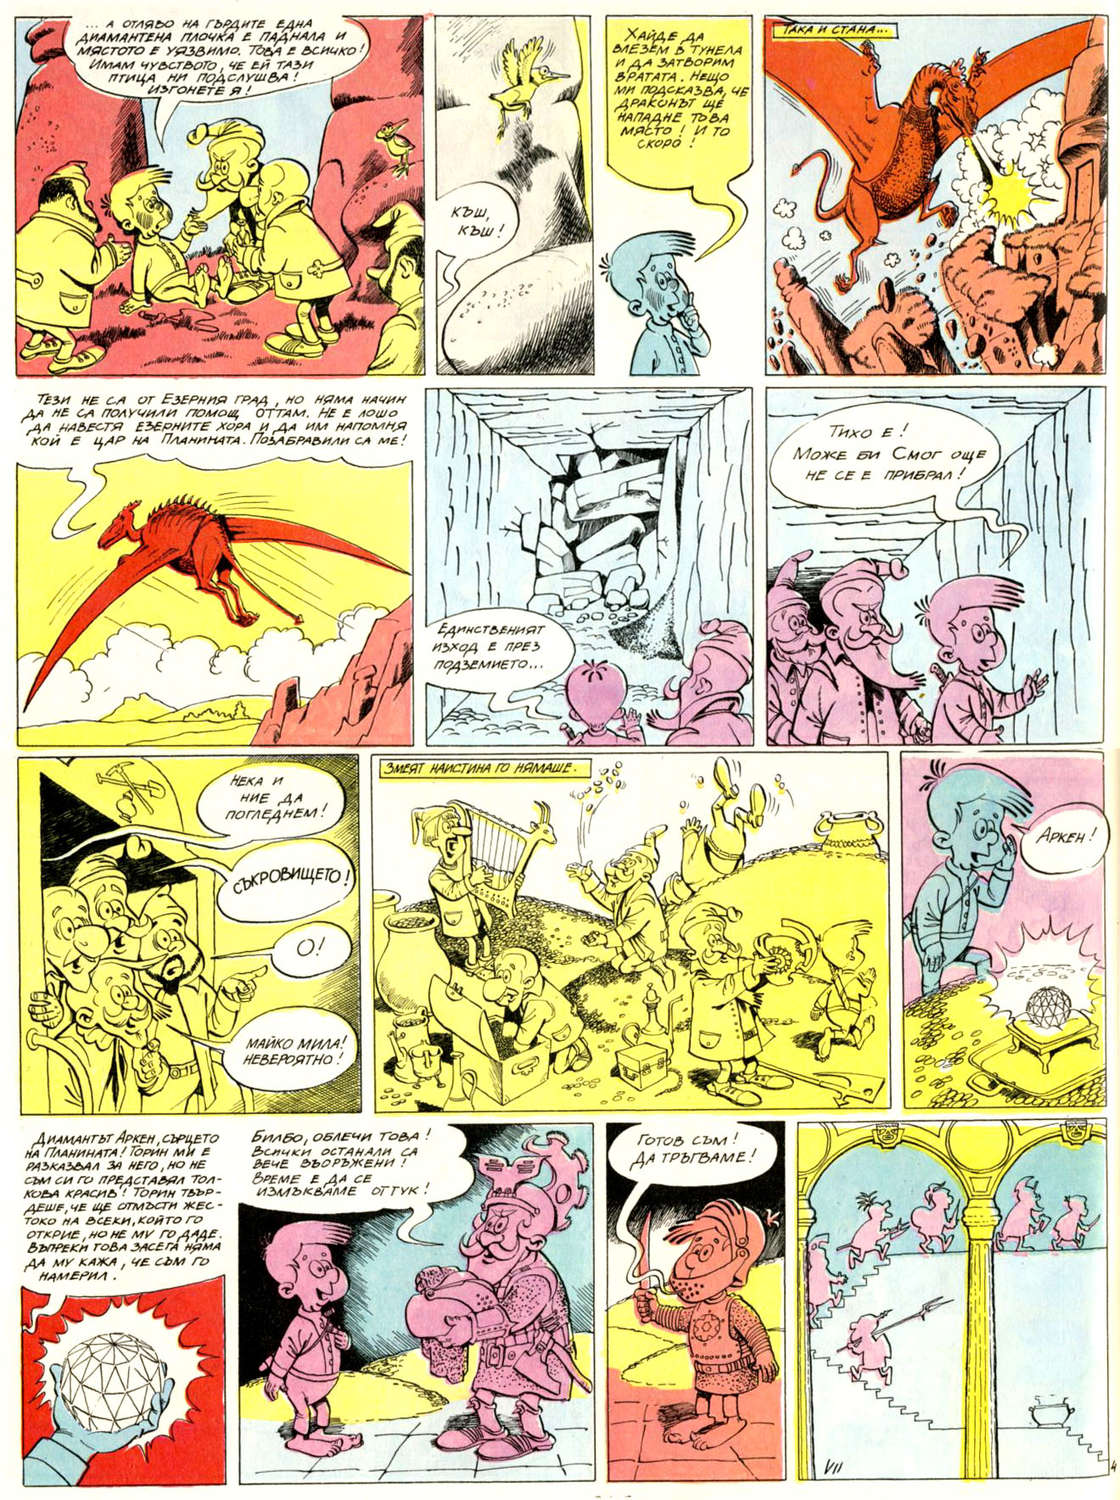 ... А ОТЛЯВО НА ГЪРДИТЕ ЕДНА
ДИАМАНТЕНА ПЛОЧКА Е ПАДНАЛА И
МЯСТОТО Е УЯЗВИМО. ТОВА Е ВСИЧКО!
ИМАМ ЧУВСТВОТО, ЧЕ ЕЙ ТАЗИ
ПТИЦА НИ ПОДСЛУШВА!
ИЗГОНЕТЕ Я!
КЪШ,
КЪШ!
ХАЙДЕ ДА
ВЛЕЗЕМ В ТУНЕЛА
И ДА ЗАТВОРИМ
ВРАТАТА. НЕЩО
МИ ПОДСКАЗВА, ЧЕ
ДРАКОНЪТ ЩЕ
НАПАДНЕ ТОВА
МЯСТО! И ТО
СКОРО!
ТАКА И СТАНА...
ТЕЗИ НЕ СА ОТ ЕЗЕРНИЯ ГРАД, НО НЯМА НАЧИН
ДА НЕ СА ПОЛУЧИЛИ ПОМОЩ ОТТАМ. НЕ Е ЛОШО
ДА НАВЕСТЯ ЕЗЕРНИТЕ ХОРА И ДА ИМ НАПОМНЯ
КОЙ Е ЦАР НА ПЛАНИНАТА. ПОЗАБРАВИЛИ СА МЕ!
ЕДИНСТВЕНИЯТ
ИЗХОД Е ПРЕЗ
ПОДЗЕМИЕТО...
ТИХО Е!
МОЖЕ БИ СМОГ ОЩЕ
НЕ СЕ Е ПРИБРАЛ!
НЕКА И
НИЕ ДА
ПОГЛЕДНЕМ!
СЪКРОВИЩЕТО!
О!
МАЙКО МИЛА!
НЕВЕРОЯТНО!
ЗМЕЯТ НАИСТИНА ГО НЯМАШЕ.
М
АРКЕН!
ДИАМАНТЪТ АРКЕН, СЪРЦЕТО
НА ПЛАНИНАТА! ТОРИН МИ Е
РАЗКАЗВАЛ ЗА НЕГО, НО НЕ
СЪМ СИ ГО ПРЕДСТАВЯЛ ТОЛ-
КОВА КРАСИВ! ТОРИН ТВЪР-
ДЕШЕ, ЧЕ ЩЕ ОТМЪСТИ ЖЕС-
ТОКО НА ВСЕКИ, КОЙТО ГО
ОТКРИЕ, НО НЕ МУ ГО ДАДЕ.
ВЪПРЕКИ ТОВА ЗАСЕГА НЯМА
ДА МУ КАЖА, ЧЕ СЪМ ГО
НАМЕРИЛ.
БИЛБО, ОБЛЕЧИ ТОВА!
ВСИЧКИ ОСТАНАЛИ СА
ВЕЧЕ ВЪОРЪЖЕНИ!
ВРЕМЕ Е ДА СЕ
ИЗМЪКВАМЕ ОТТУК!
ГОТОВ СЪМ!
ДА ТРЪГВАМЕ!
VII
4